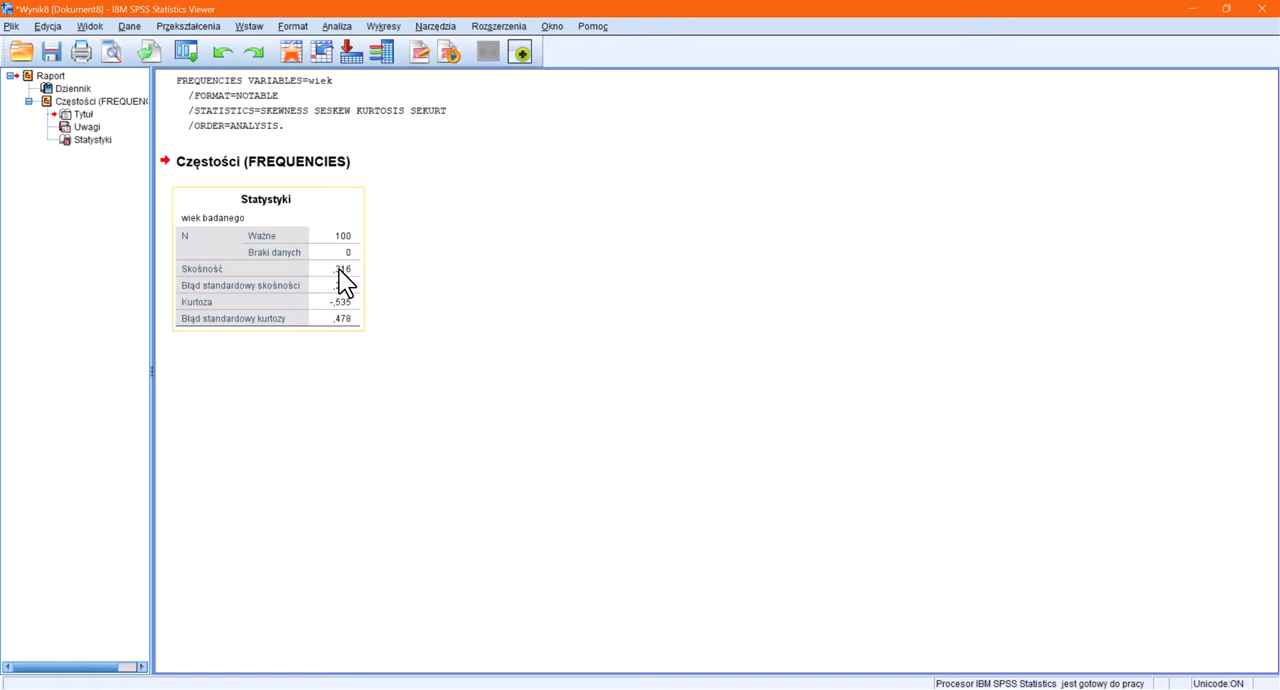 *Wynik8 [Dokument8] - IBM SPSS Statistics Viewer
Plik Edycja Widok Dane Przekształcenia Wstaw Format Analiza Wykresy Narzędzia Rozszerzenia Okno Pomoc
Raport
Dziennik
Częstości (FREQUEN
Tytuł
Uwagi
Statystyki
FREQUENCIES VARIABLES=wiek
/FORMAT=NOTABLE
/STATISTICS=SKEWNESS SESKEW KURTOSIS SEKURT
/ORDER=ANALYSIS.
Częstości (FREQUENCIES)
Statystyki
wiek badanego
N Ważne 100
Braki danych 0
Skośność ,316
Błąd standardowy skośności
Kurtoza -,535
Błąd standardowy kurtozy ,478
Procesor IBM SPSS Statistics jest gotowy do pracy Unicode:ON